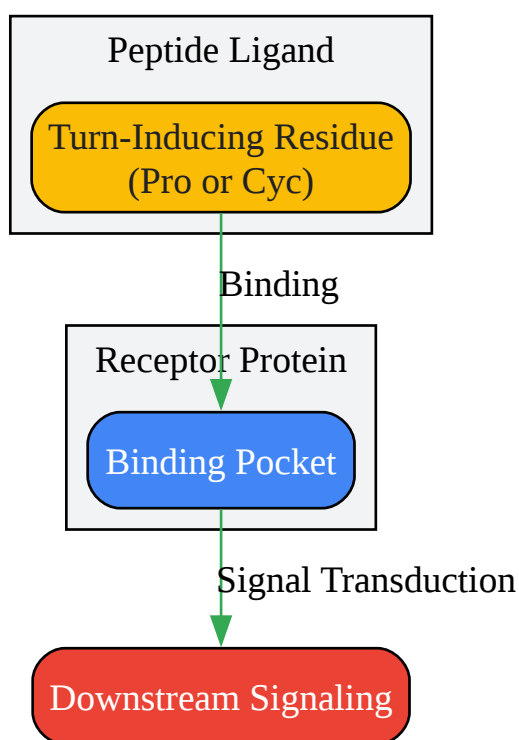 Peptide Ligand
Turn-Inducing Residue
(Pro or Cyc)
Binding
Receptor Protein
Binding Pocket
Signal Transduction
Downstream Signaling